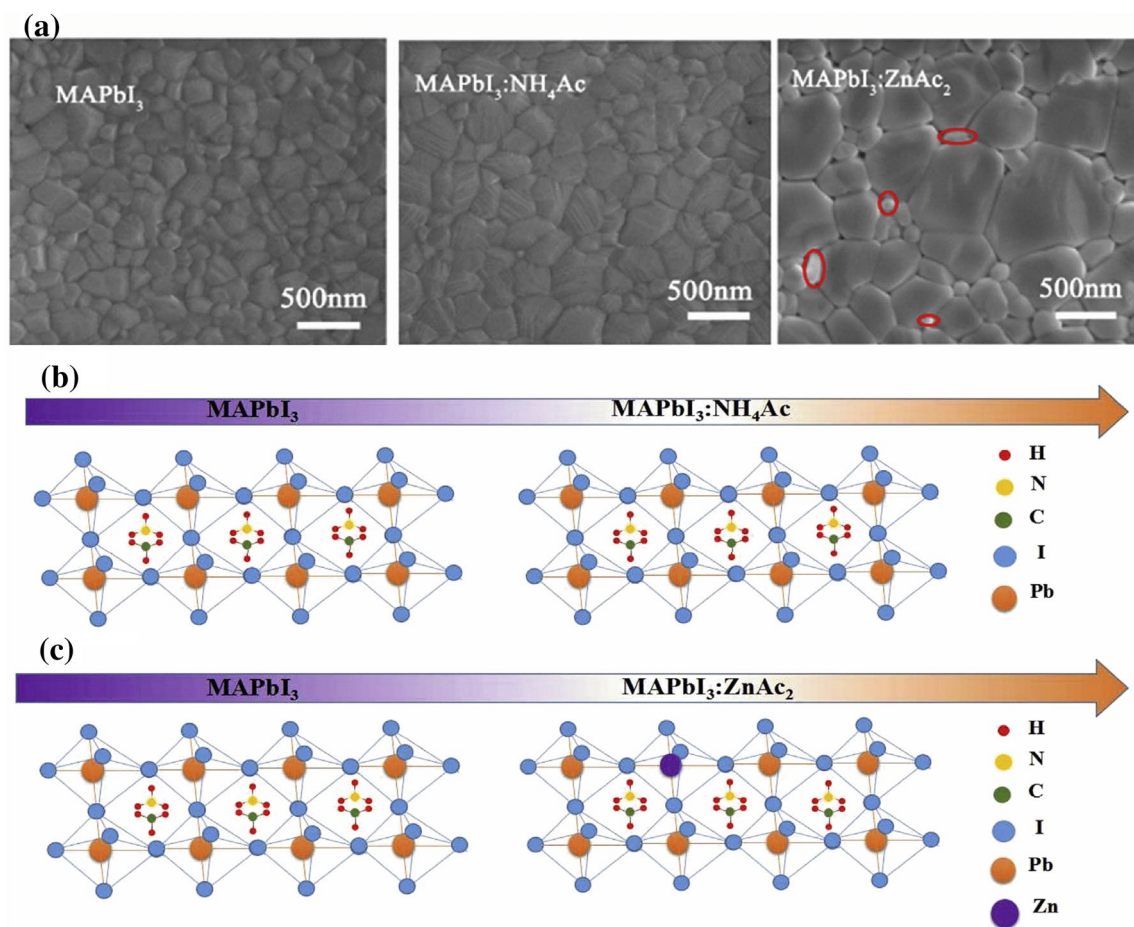 (a)
MAPbI₃
500nm
MAPbI₃:NH₄Ac
500nm
MAPbI₃:ZnAc₂
500nm
(b)
MAPbI₃
MAPbI₃:NH₄Ac
H
N
C
I
Pb
(c)
MAPbI₃
MAPbI₃:ZnAc₂
H
N
C
I
Pb
Zn